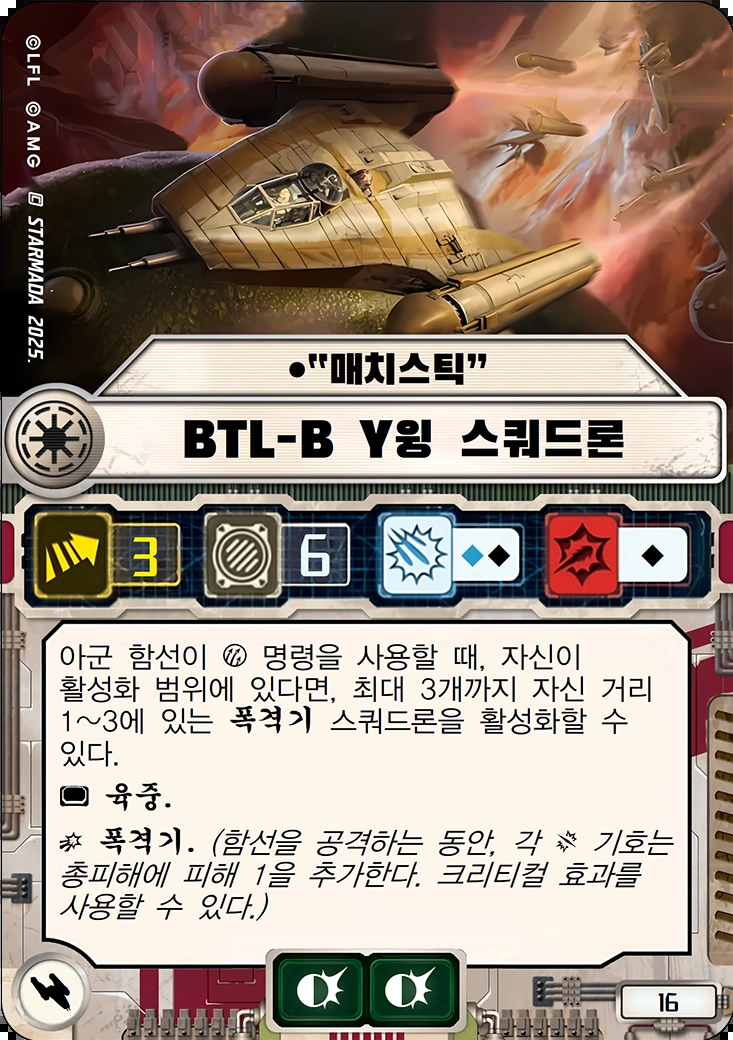 ©LFL ©AMG STARMADA 2025.
•“매치스틱”
BTL-B Y윙 스쿼드론
3 6
아군 함선이 명령을 사용할 때, 자신이
활성화 범위에 있다면, 최대 3개까지 자신 거리
1~3에 있는 폭격기 스쿼드론을 활성화할 수
있다.
육중.
폭격기. (함선을 공격하는 동안, 각 기호는
총피해에 피해 1을 추가한다. 크리티컬 효과를
사용할 수 있다.)
16